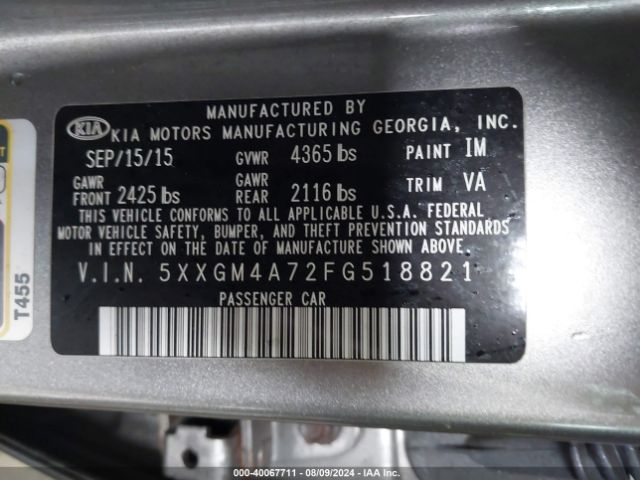 MANUFACTURED BY
KIA KIA MOTORS MANUFACTURING GEORGIA, INC.
SEP/15/15 GVWR 4365 lbs PAINT IM
GAWR FRONT 2425 lbs GAWR REAR 2116 lbs TRIM VA
THIS VEHICLE CONFORMS TO ALL APPLICABLE U.S.A. FEDERAL
MOTOR VEHICLE SAFETY, BUMPER, AND THEFT PREVENTION STANDARDS
IN EFFECT ON THE DATE OF MANUFACTURE SHOWN ABOVE.
V.I.N. 5XXGM4A72FG518821
PASSENGER CAR
T455
000-40067711 - 08/09/2024 - IAA Inc.